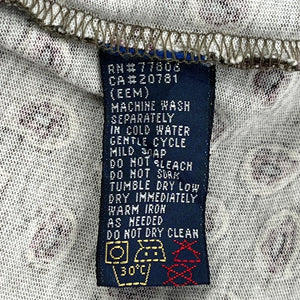 RN#77803
CA#20781
(EEM)
MACHINE WASH
SEPARATELY
IN COLD WATER
GENTLE CYCLE
MILD SOAP
DO NOT BLEACH
DO NOT SOAK
TUMBLE DRY LOW
DRY IMMEDIATELY
WARM IRON
AS NEEDED
DO NOT DRY CLEAN
30°C